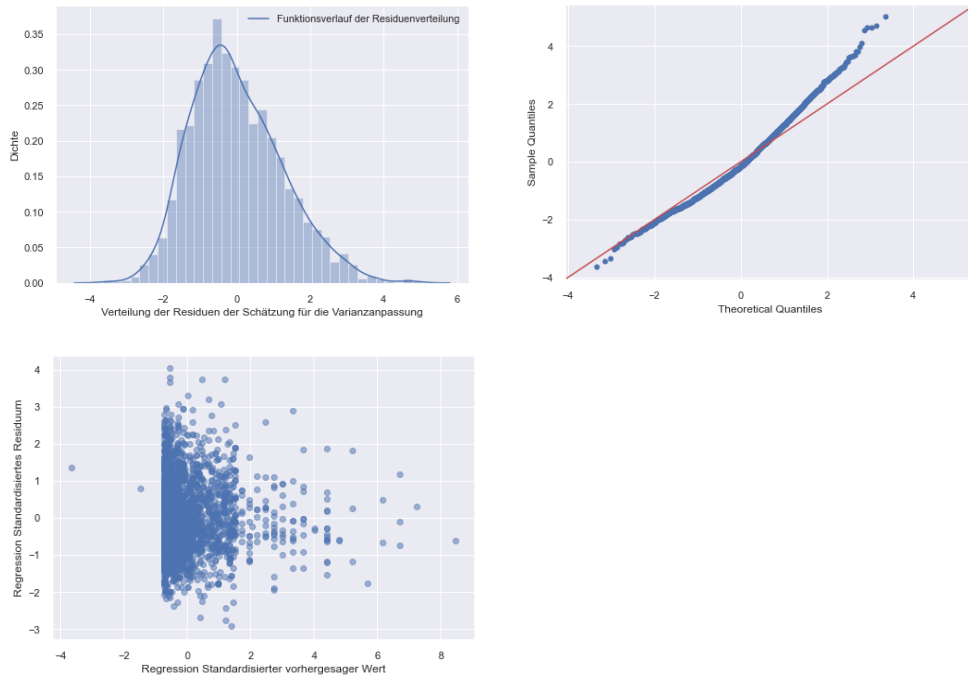 Funktionsverlauf der Residuenverteilung
Dichte
0.35
0.30
0.25
0.20
0.15
0.10
0.05
0.00
−4 −2 0 2 4 6
Verteilung der Residuen der Schätzung für die Varianzanpassung
Sample Quantiles
4
2
0
−2
−4
−4 −2 0 2 4
Theoretical Quantiles
Regression Standardisiertes Residuum
4
3
2
1
0
−1
−2
−3
−4 −2 0 2 4 6 8
Regression Standardisierter vorhergesager Wert